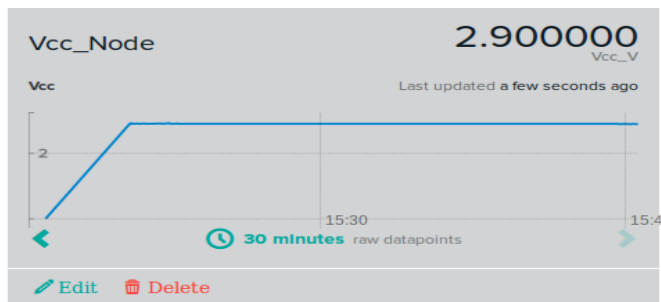 Vcc_Node
2.900000
Vcc_V
Vcc
Last updated a few seconds ago
2
15:30
15:4
30 minutes raw datapoints
Edit
Delete